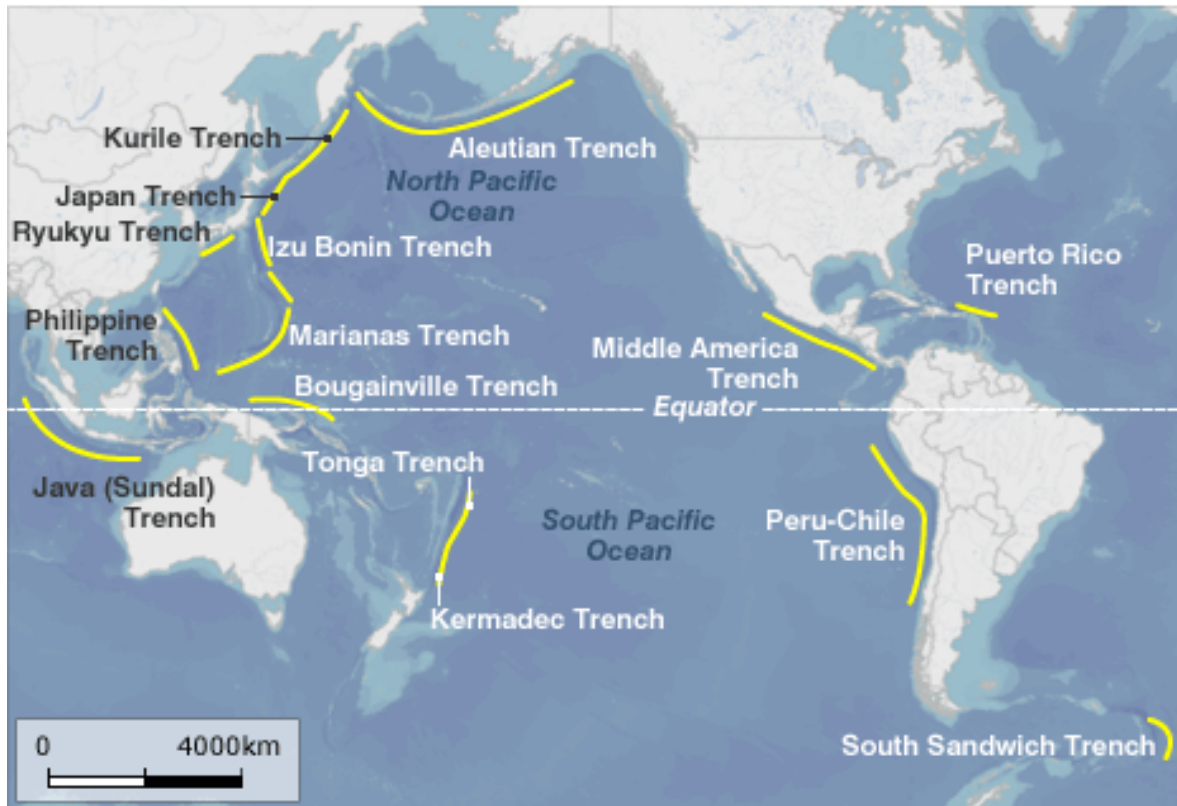 Kurile Trench
Aleutian Trench
North Pacific
Ocean
Japan Trench
Ryukyu Trench
Izu Bonin Trench
Puerto Rico
Trench
Philippine
Trench
Marianas Trench
Middle America
Trench
Bougainville Trench
Equator
Tonga Trench
Java (Sundal)
Trench
South Pacific
Ocean
Peru-Chile
Trench
Kermadec Trench
0 4000km
South Sandwich Trench